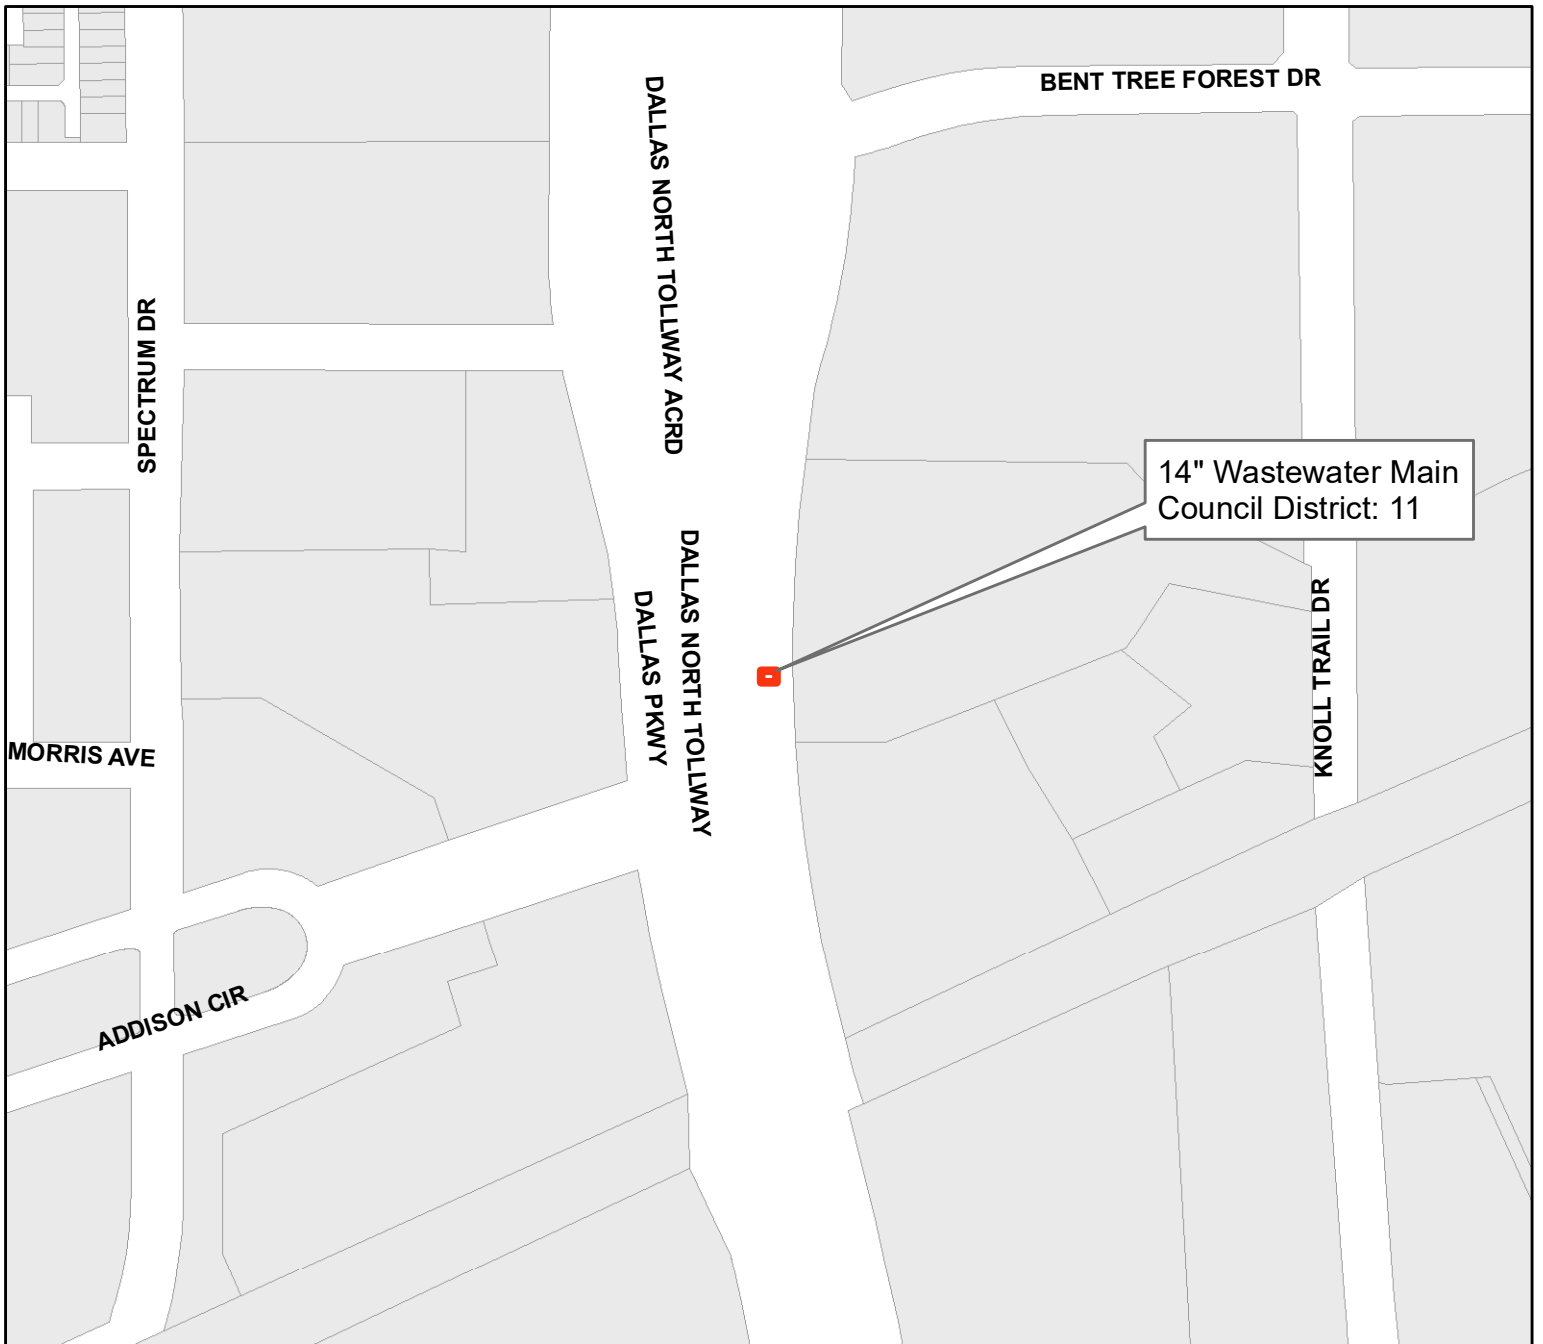 BENT TREE FOREST DR
DALLAS NORTH TOLLWAY ACRD
SPECTRUM DR
14" Wastewater Main
Council District: 11
DALLAS NORTH TOLLWAY
DALLAS PKWY
KNOLL TRAIL DR
MORRIS AVE
ADDISON CIR